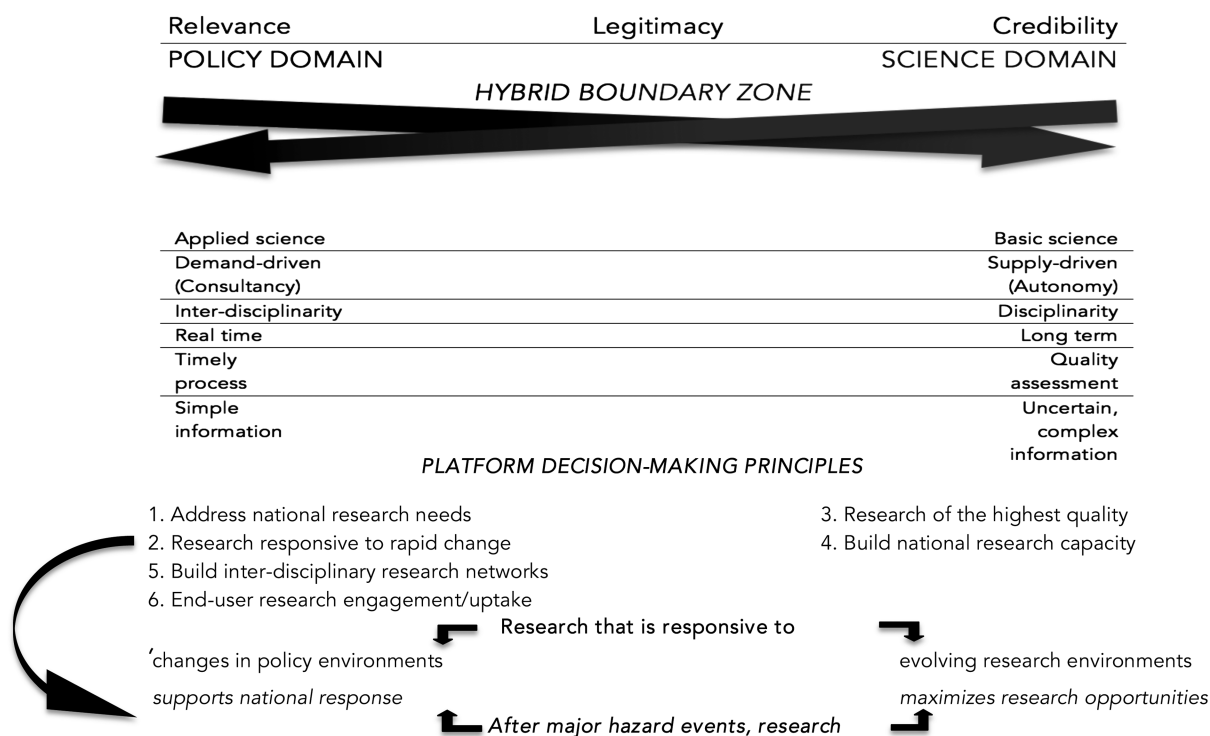 Relevance Legitimacy Credibility
POLICY DOMAIN SCIENCE DOMAIN
HYBRID BOUNDARY ZONE
Applied science Basic science
Demand-driven Supply-driven
(Consultancy) (Autonomy)
Inter-disciplinarity Disciplinarity
Real time Long term
Timely Quality
process assessment
Simple Uncertain,
information complex
information
PLATFORM DECISION-MAKING PRINCIPLES
1. Address national research needs 3. Research of the highest quality
2. Research responsive to rapid change 4. Build national research capacity
5. Build inter-disciplinary research networks
6. End-user research engagement/uptake
Research that is responsive to
‘changes in policy environments evolving research environments
supports national response maximizes research opportunities
After major hazard events, research